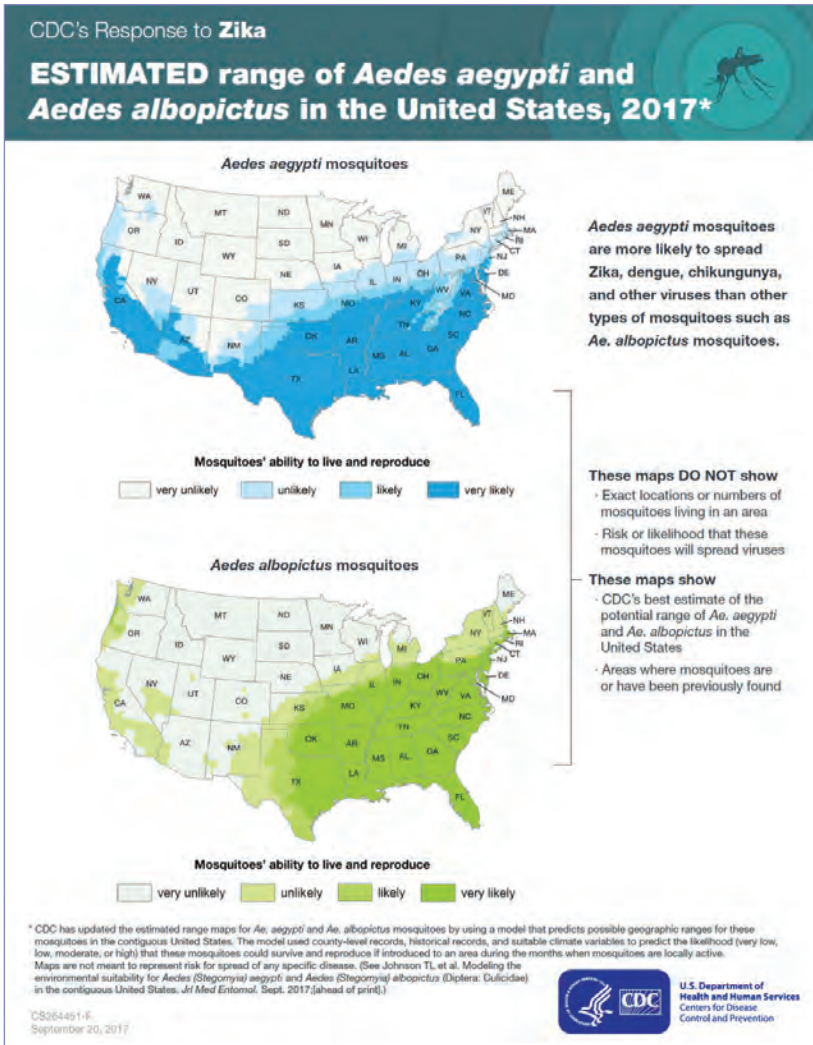 CDC's Response to Zika
ESTIMATED range of Aedes aegypti and
Aedes albopictus in the United States, 2017*
Aedes aegypti mosquitoes
WA
MT
ND
MN
ME
OR
ID
WY
SD
WI
MI
VT
NH
NY
MA
RI
CT
NV
UT
CO
NE
IA
IL
IN
OH
PA
NJ
DE
MD
CA
AZ
NM
KS
MO
KY
WV
VA
OK
AR
TN
NC
SC
TX
LA
MS
AL
GA
FL
Mosquitoes' ability to live and reproduce
very unlikely
unlikely
likely
very likely
Aedes aegypti mosquitoes
are more likely to spread
Zika, dengue, chikungunya,
and other viruses than other
types of mosquitoes such as
Ae. albopictus mosquitoes.
These maps DO NOT show
· Exact locations or numbers of
mosquitoes living in an area
· Risk or likelihood that these
mosquitoes will spread viruses
These maps show
· CDC's best estimate of the
potential range of Ae. aegypti
and Ae. albopictus in the
United States
· Areas where mosquitoes are
or have been previously found
Aedes albopictus mosquitoes
WA
MT
ND
MN
ME
OR
ID
WY
SD
WI
MI
VT
NH
NY
MA
RI
CT
NV
UT
CO
NE
IA
IL
IN
OH
PA
NJ
DE
MD
CA
AZ
NM
KS
MO
KY
WV
VA
OK
AR
TN
NC
SC
TX
LA
MS
AL
GA
FL
Mosquitoes' ability to live and reproduce
very unlikely
unlikely
likely
very likely
* CDC has updated the estimated range maps for Ae. aegypti and Ae. albopictus mosquitoes by using a model that predicts possible geographic ranges for these
mosquitoes in the contiguous United States. The model used county-level records, historical records, and suitable climate variables to predict the likelihood (very low,
low, moderate, or high) that these mosquitoes could survive and reproduce if introduced to an area during the months when mosquitoes are locally active.
Maps are not meant to represent risk for spread of any specific disease. (See Johnson TL et al. Modeling the
environmental suitability for Aedes (Stegomyia) aegypti and Aedes (Stegomyia) albopictus (Diptera: Culicidae)
in the contiguous United States. Jrl Med Entomol. Sept. 2017;[ahead of print].)
CS264451-F
September 20, 2017
CDC
U.S. Department of
Health and Human Services
Centers for Disease
Control and Prevention